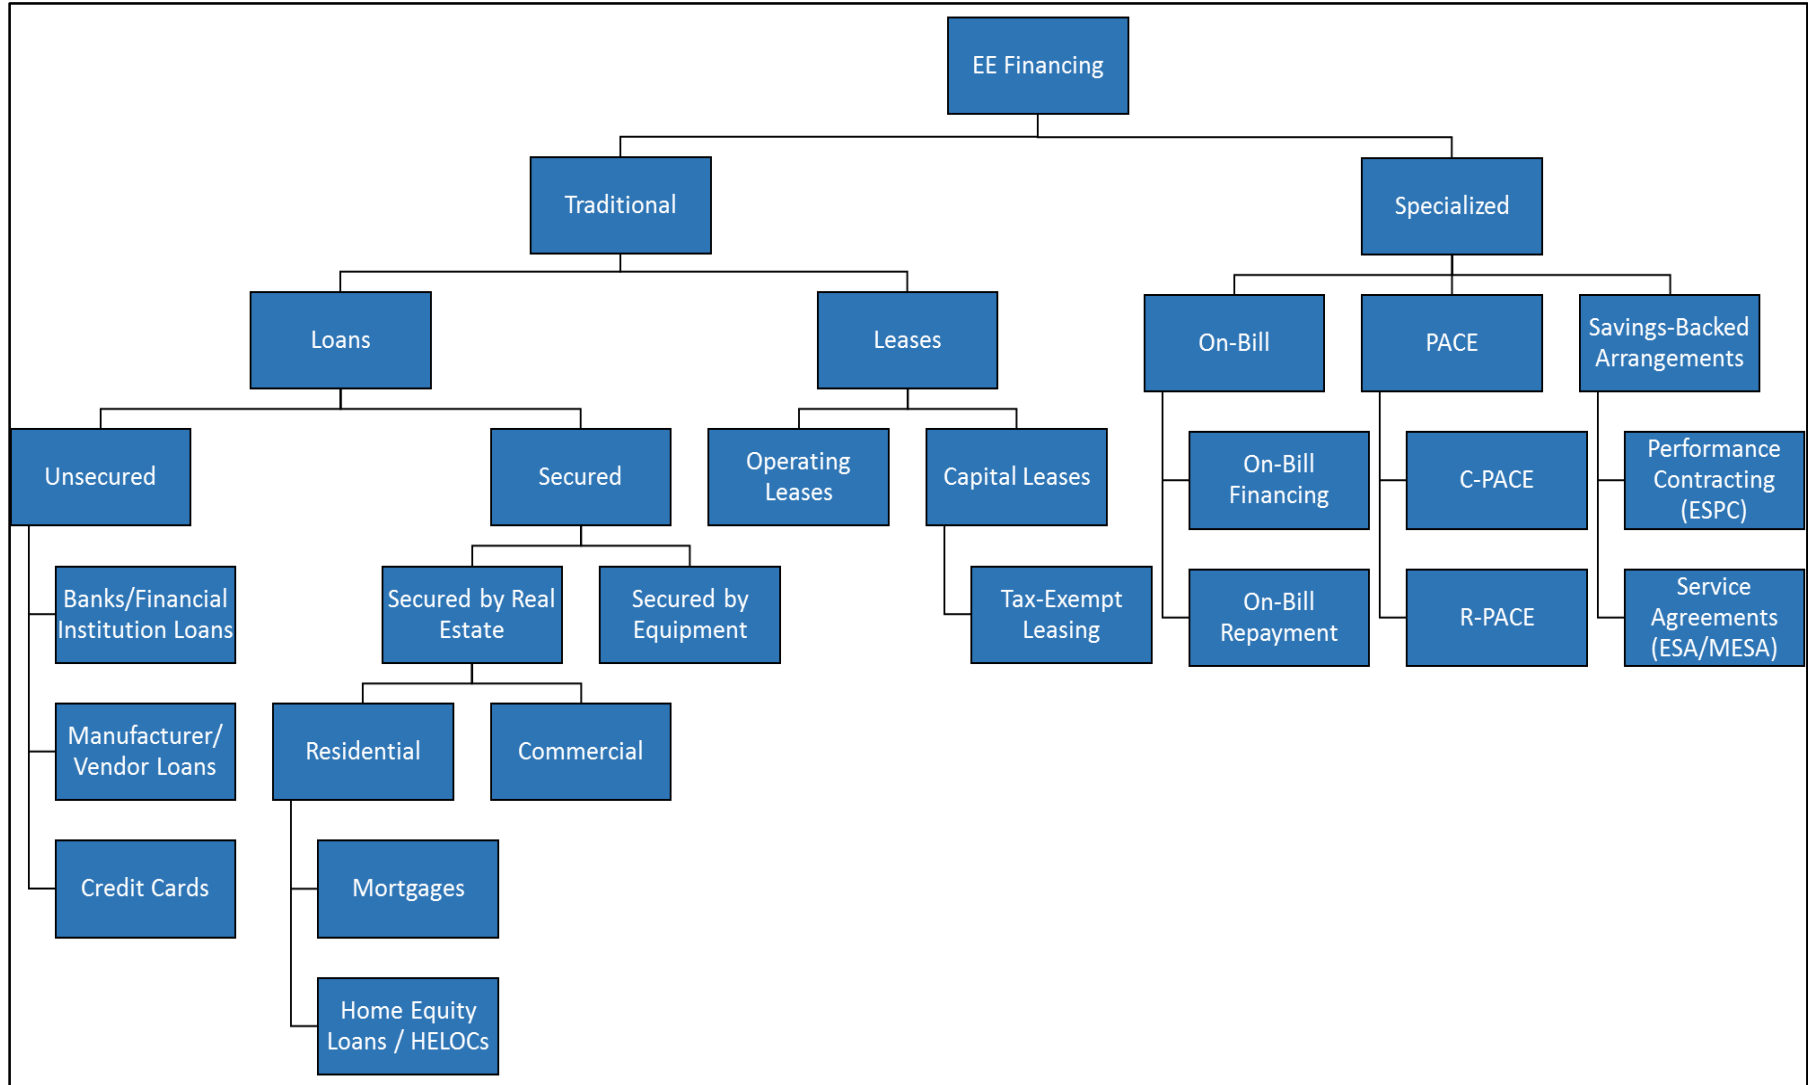 EE Financing
Traditional
Specialized
Loans
Leases
On-Bill
PACE
Savings-Backed
Arrangements
Unsecured
Secured
Operating
Leases
Capital Leases
On-Bill
Financing
C-PACE
Performance
Contracting
(ESPC)
Banks/Financial
Institution Loans
Secured by Real
Estate
Secured by
Equipment
Tax-Exempt
Leasing
On-Bill
Repayment
R-PACE
Service
Agreements
(ESA/MESA)
Manufacturer/
Vendor Loans
Residential
Commercial
Credit Cards
Mortgages
Home Equity
Loans / HELOCs